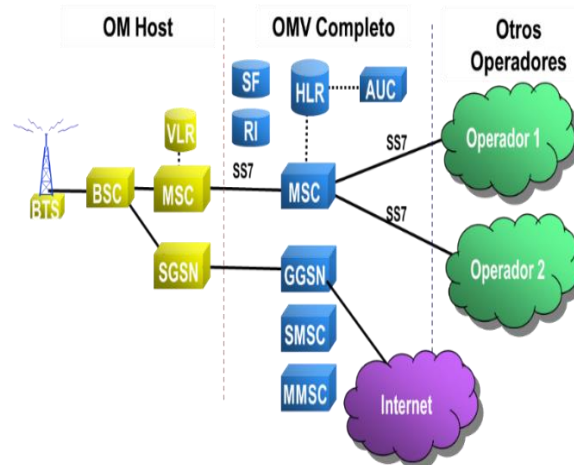 OM Host
OMV Completo
Otros
Operadores
SF
HLR
AUC
VLR
RI
SS7
Operador 1
BTS
BSC
MSC
SS7
MSC
SS7
SGSN
GGSN
Operador 2
SMSC
MMSC
Internet